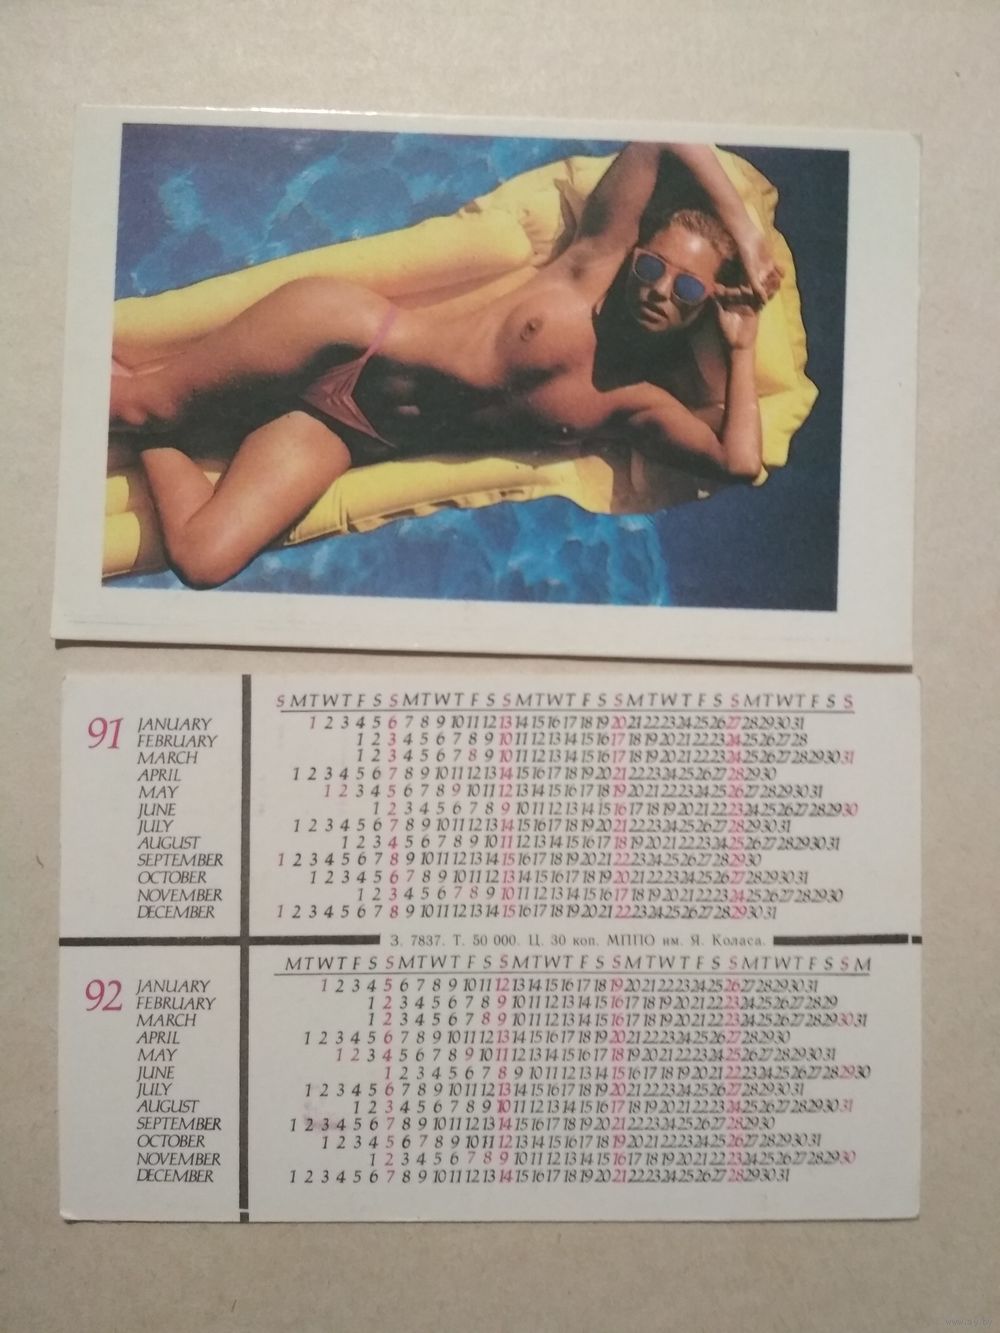 S M T W T F S S M T W T F S S M T W T F S S M T W T F S S M T W T F S S
91 JANUARY 1 2 3 4 5 6 7 8 9 10 11 12 13 14 15 16 17 18 19 20 21 22 23 24 25 26 27 28 29 30 31
FEBRUARY 1 2 3 4 5 6 7 8 9 10 11 12 13 14 15 16 17 18 19 20 21 22 23 24 25 26 27 28
MARCH 1 2 3 4 5 6 7 8 9 10 11 12 13 14 15 16 17 18 19 20 21 22 23 24 25 26 27 28 29 30 31
APRIL 1 2 3 4 5 6 7 8 9 10 11 12 13 14 15 16 17 18 19 20 21 22 23 24 25 26 27 28 29 30
MAY 1 2 3 4 5 6 7 8 9 10 11 12 13 14 15 16 17 18 19 20 21 22 23 24 25 26 27 28 29 30 31
JUNE 1 2 3 4 5 6 7 8 9 10 11 12 13 14 15 16 17 18 19 20 21 22 23 24 25 26 27 28 29 30
JULY 1 2 3 4 5 6 7 8 9 10 11 12 13 14 15 16 17 18 19 20 21 22 23 24 25 26 27 28 29 30 31
AUGUST 1 2 3 4 5 6 7 8 9 10 11 12 13 14 15 16 17 18 19 20 21 22 23 24 25 26 27 28 29 30 31
SEPTEMBER 1 2 3 4 5 6 7 8 9 10 11 12 13 14 15 16 17 18 19 20 21 22 23 24 25 26 27 28 29 30
OCTOBER 1 2 3 4 5 6 7 8 9 10 11 12 13 14 15 16 17 18 19 20 21 22 23 24 25 26 27 28 29 30 31
NOVEMBER 1 2 3 4 5 6 7 8 9 10 11 12 13 14 15 16 17 18 19 20 21 22 23 24 25 26 27 28 29 30
DECEMBER 1 2 3 4 5 6 7 8 9 10 11 12 13 14 15 16 17 18 19 20 21 22 23 24 25 26 27 28 29 30 31
З. 7837. Т. 50 000. Ц. 30 коп. МППО им. Я. Коласа.
M T W T F S S M T W T F S S M T W T F S S M T W T F S S M T W T F S S M
92 JANUARY 1 2 3 4 5 6 7 8 9 10 11 12 13 14 15 16 17 18 19 20 21 22 23 24 25 26 27 28 29 30 31
FEBRUARY 1 2 3 4 5 6 7 8 9 10 11 12 13 14 15 16 17 18 19 20 21 22 23 24 25 26 27 28 29
MARCH 1 2 3 4 5 6 7 8 9 10 11 12 13 14 15 16 17 18 19 20 21 22 23 24 25 26 27 28 29 30 31
APRIL 1 2 3 4 5 6 7 8 9 10 11 12 13 14 15 16 17 18 19 20 21 22 23 24 25 26 27 28 29 30
MAY 1 2 3 4 5 6 7 8 9 10 11 12 13 14 15 16 17 18 19 20 21 22 23 24 25 26 27 28 29 30 31
JUNE 1 2 3 4 5 6 7 8 9 10 11 12 13 14 15 16 17 18 19 20 21 22 23 24 25 26 27 28 29 30
JULY 1 2 3 4 5 6 7 8 9 10 11 12 13 14 15 16 17 18 19 20 21 22 23 24 25 26 27 28 29 30 31
AUGUST 1 2 3 4 5 6 7 8 9 10 11 12 13 14 15 16 17 18 19 20 21 22 23 24 25 26 27 28 29 30 31
SEPTEMBER 1 2 3 4 5 6 7 8 9 10 11 12 13 14 15 16 17 18 19 20 21 22 23 24 25 26 27 28 29 30
OCTOBER 1 2 3 4 5 6 7 8 9 10 11 12 13 14 15 16 17 18 19 20 21 22 23 24 25 26 27 28 29 30 31
NOVEMBER 1 2 3 4 5 6 7 8 9 10 11 12 13 14 15 16 17 18 19 20 21 22 23 24 25 26 27 28 29 30
DECEMBER 1 2 3 4 5 6 7 8 9 10 11 12 13 14 15 16 17 18 19 20 21 22 23 24 25 26 27 28 29 30 31